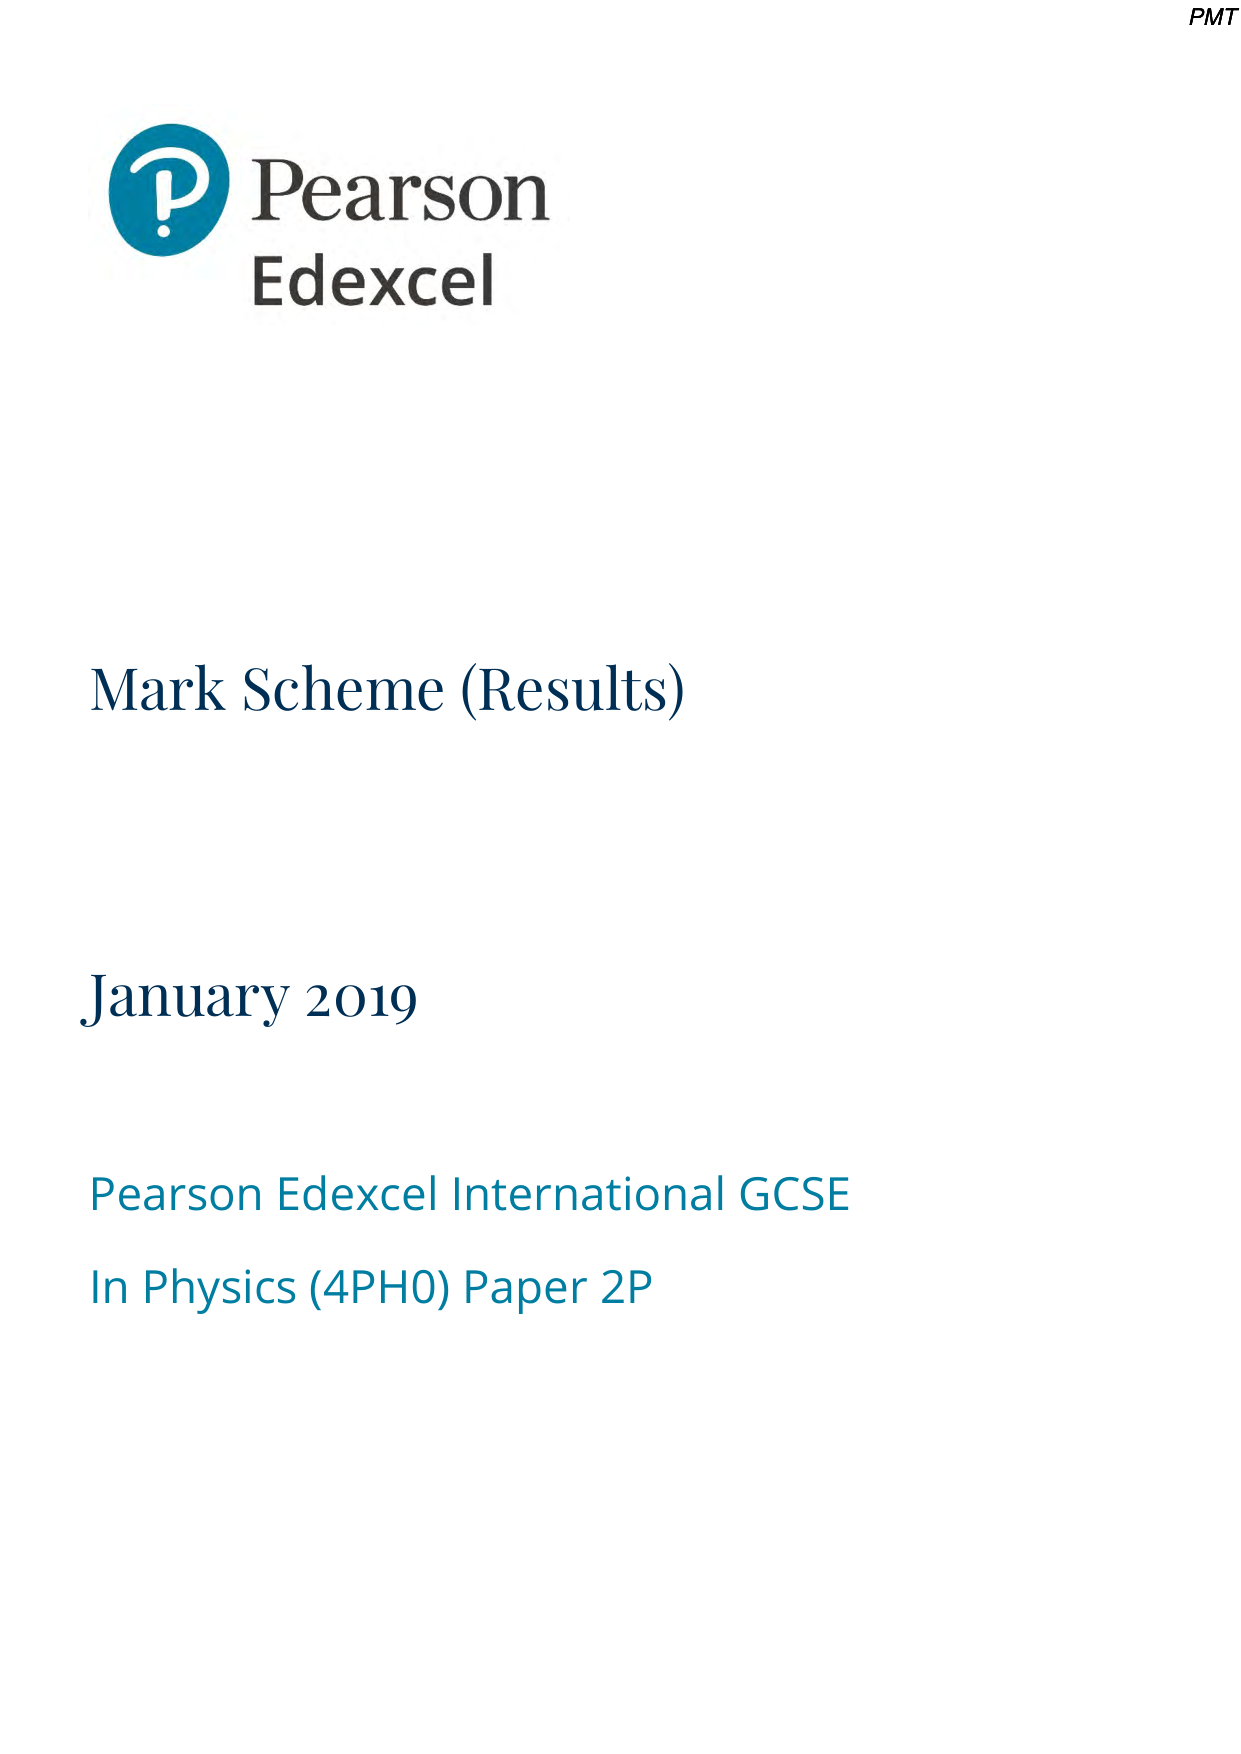 PMT
Pearson
Edexcel
Mark Scheme (Results)
January 2019
Pearson Edexcel International GCSE
In Physics (4PH0) Paper 2P